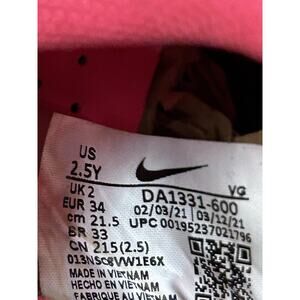 US
2.5Y
UK 2
EUR 34
cm 21.5
BR 33
CN 215(2.5)
VG
DA1331-600
02/03/21 03/12/21
UPC 00195237021796
013NSC8VW1E6X
MADE IN VIETNAM
HECHO EN VIETNAM
FABRIQUÉ AU VIETNAM